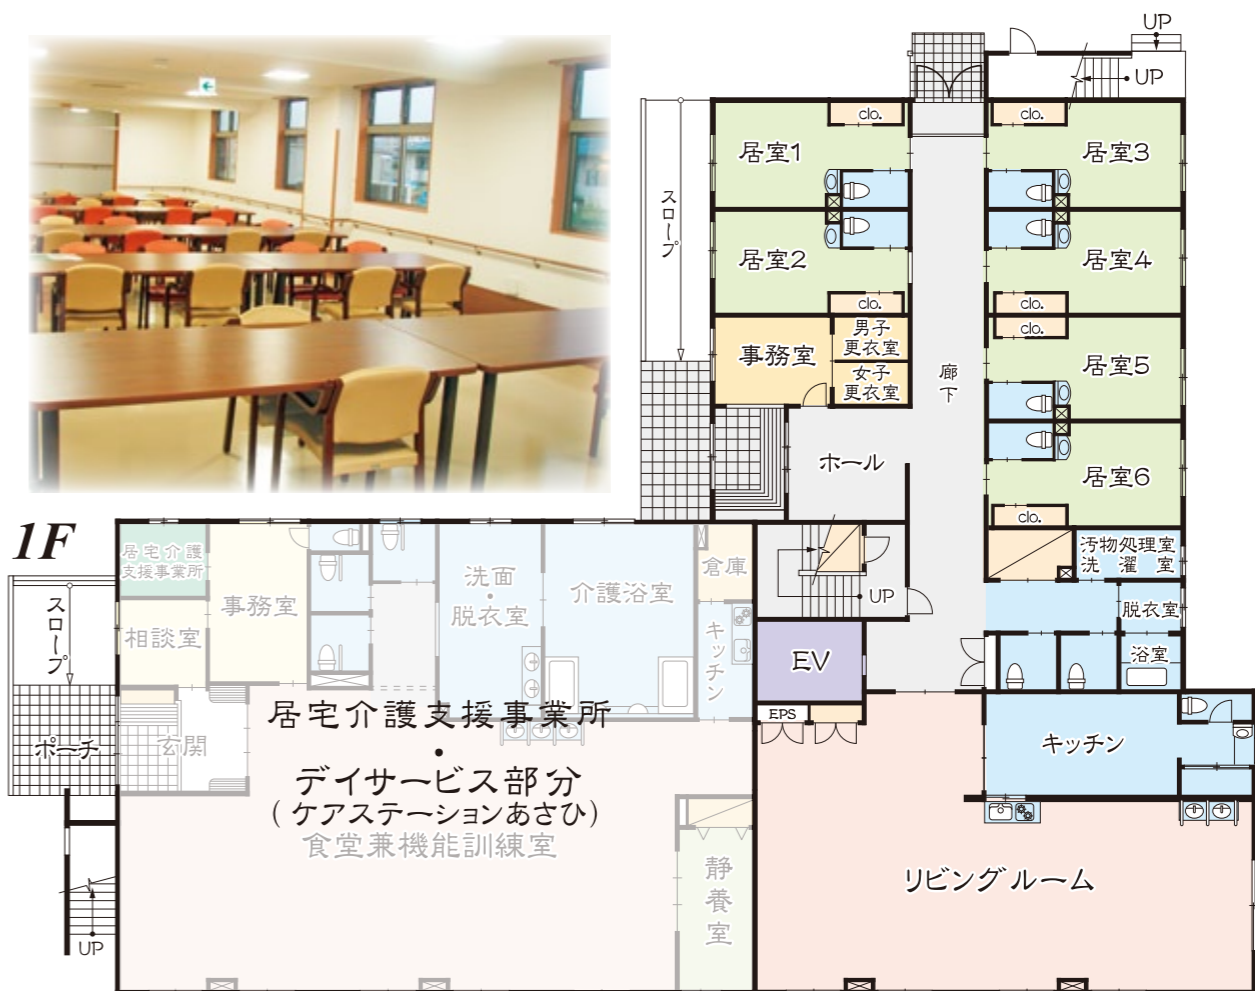 UP
UP
clo.
clo.
居室1
居室3
スロープ
居室2
居室4
clo.
clo.
clo.
事務室
男子
更衣室
女子
更衣室
廊下
居室5
ホール
居室6
clo.
1F
居宅介護
支援事業所
事務室
洗面
・
脱衣室
介護浴室
倉庫
キッチン
UP
汚物処理室
洗濯室
脱衣室
浴室
スロープ
相談室
EV
EPS
キッチン
ポーチ
玄関
居宅介護支援事業所
・
デイサービス部分
(ケアステーションあさひ)
食堂兼機能訓練室
静養室
リビングルーム
UP